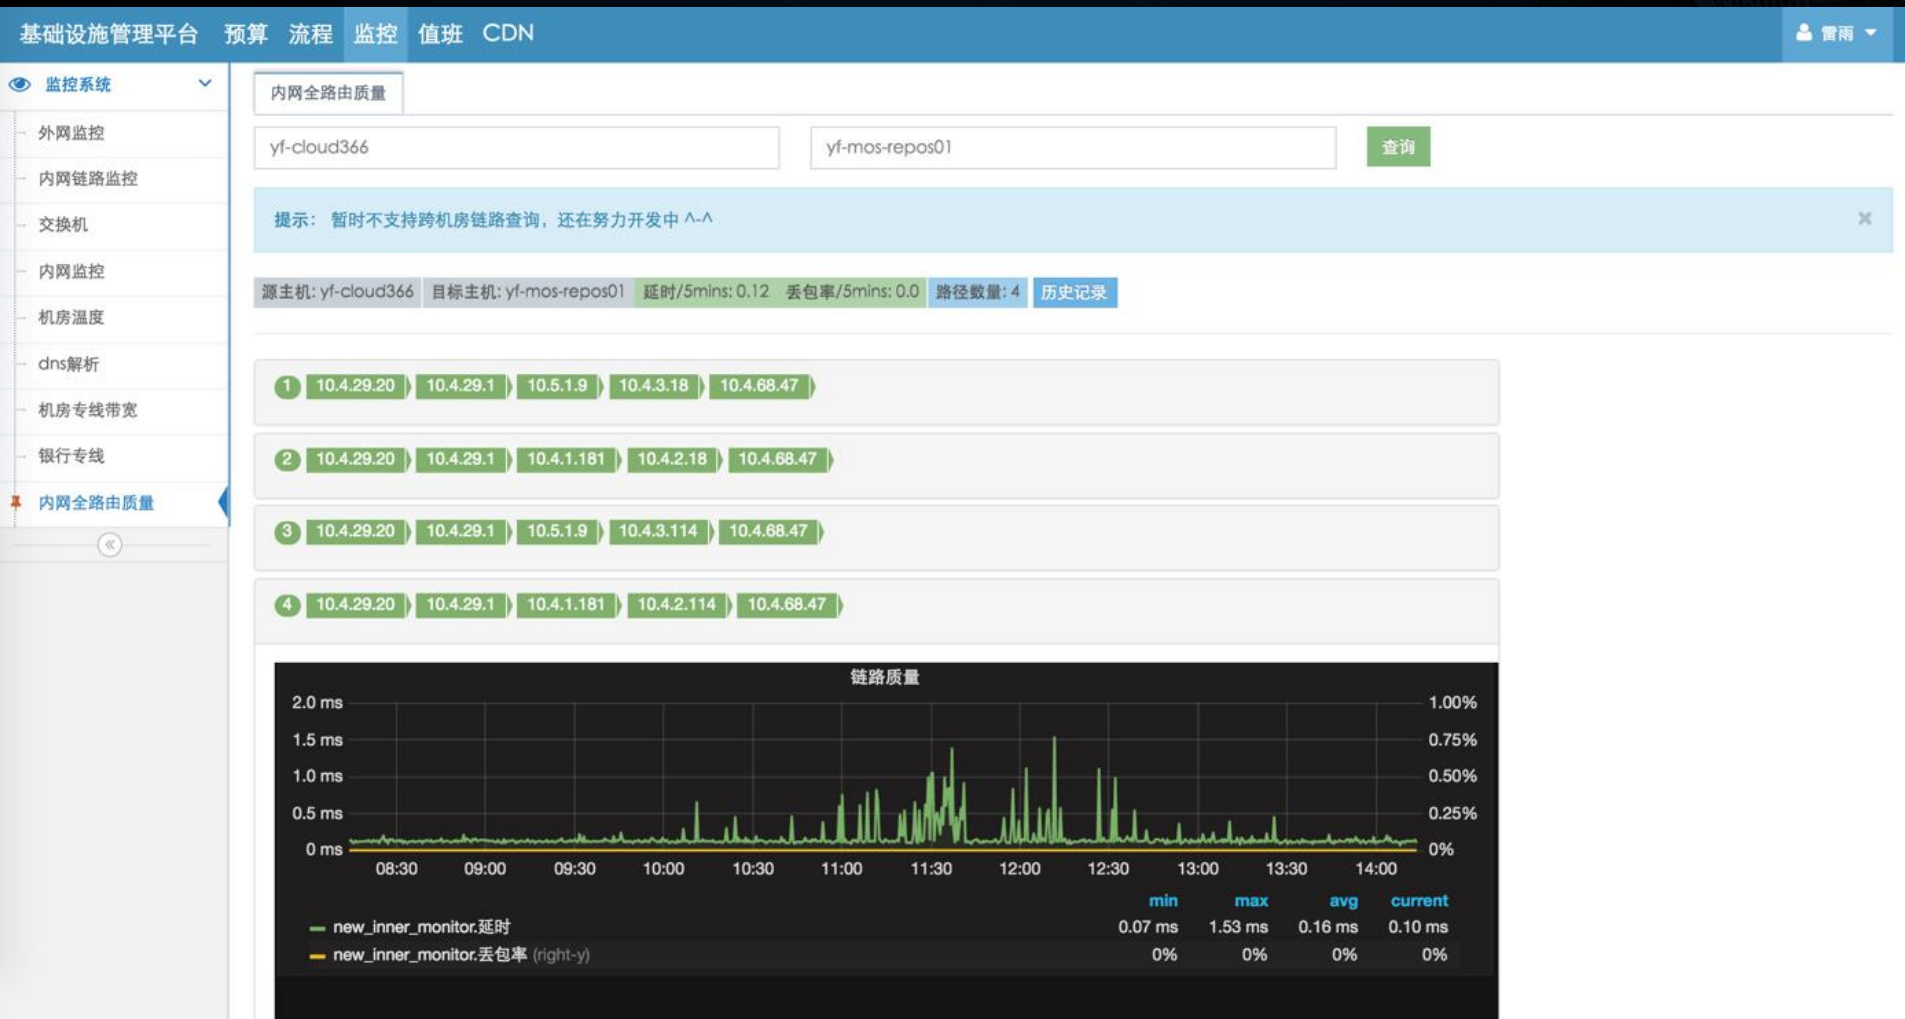 基础设施管理平台 预算 流程 监控 值班 CDN 雷雨
监控系统
外网监控
内网链路监控
交换机
内网监控
机房温度
dns解析
机房专线带宽
银行专线
内网全路由质量
内网全路由质量
yf-cloud366 yf-mos-repos01 查询
提示： 暂时不支持跨机房链路查询，还在努力开发中 ^-^
源主机: yf-cloud366 目标主机: yf-mos-repos01 延时/5mins: 0.12 丢包率/5mins: 0.0 路径数量: 4 历史记录
1 10.4.29.20 10.4.29.1 10.5.1.9 10.4.3.18 10.4.68.47
2 10.4.29.20 10.4.29.1 10.4.1.181 10.4.2.18 10.4.68.47
3 10.4.29.20 10.4.29.1 10.5.1.9 10.4.3.114 10.4.68.47
4 10.4.29.20 10.4.29.1 10.4.1.181 10.4.2.114 10.4.68.47
链路质量
2.0 ms 1.00%
1.5 ms 0.75%
1.0 ms 0.50%
0.5 ms 0.25%
0 ms 0%
08:30 09:00 09:30 10:00 10:30 11:00 11:30 12:00 12:30 13:00 13:30 14:00
min max avg current
new_inner_monitor.延时 0.07 ms 1.53 ms 0.16 ms 0.10 ms
new_inner_monitor.丢包率 (right-y) 0% 0% 0% 0%